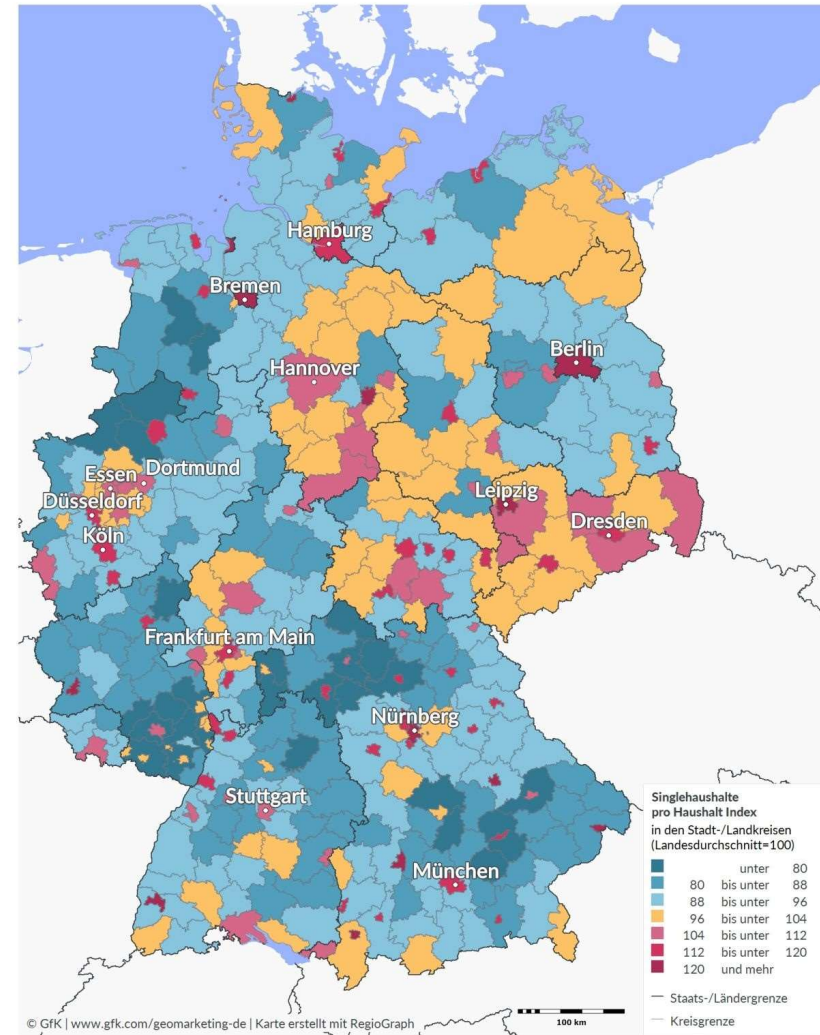 Hamburg
Bremen
Berlin
Hannover
Essen
Dortmund
Düsseldorf
Leipzig
Köln
Dresden
Frankfurt am Main
Nürnberg
Stuttgart
München
Singlehaushalte
pro Haushalt Index
in den Stadt-/Landkreisen
(Landesdurchschnitt=100)
unter 80
80 bis unter 88
88 bis unter 96
96 bis unter 104
104 bis unter 112
112 bis unter 120
120 und mehr
Staats-/Ländergrenze
Kreisgrenze
© GfK | www.gfk.com/geomarketing-de | Karte erstellt mit RegioGraph
100 km